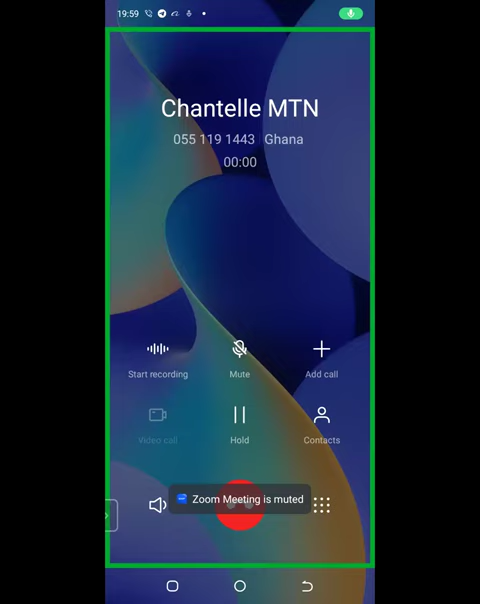 19:59
Chantelle MTN
055 119 1443 Ghana
00:00
Start recording
Mute
Add call
Video call
Hold
Contacts
Zoom Meeting is muted